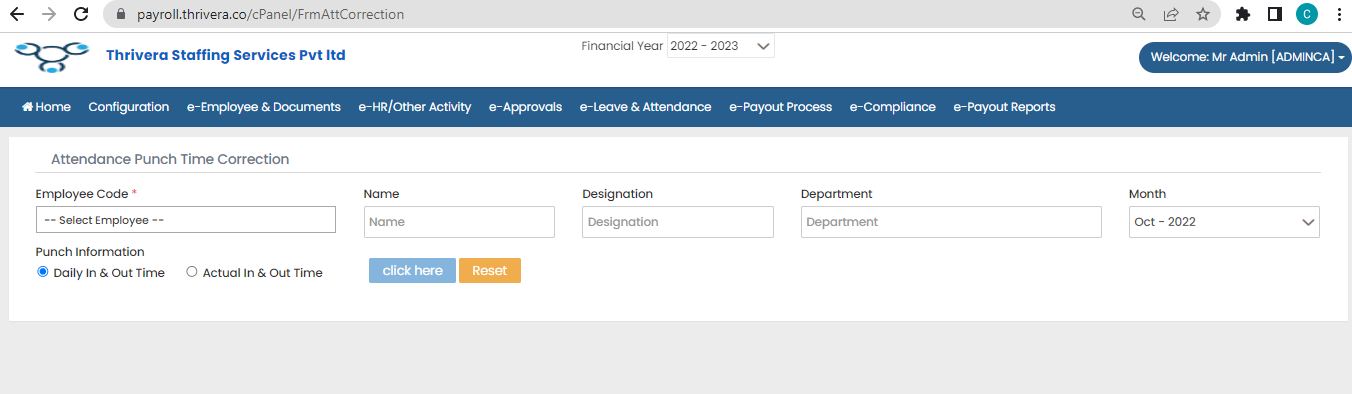 payroll.thrivera.co/cPanel/FrmAttCorrection
C
Thrivera Staffing Services Pvt ltd
Financial Year 2022 - 2023
Welcome: Mr Admin [ADMINCA]
Home Configuration e-Employee & Documents e-HR/Other Activity e-Approvals e-Leave & Attendance e-Payout Process e-Compliance e-Payout Reports
Attendance Punch Time Correction
Employee Code * Name Designation Department Month
-- Select Employee -- Name Designation Department Oct - 2022
Punch Information
Daily In & Out Time Actual In & Out Time click here Reset